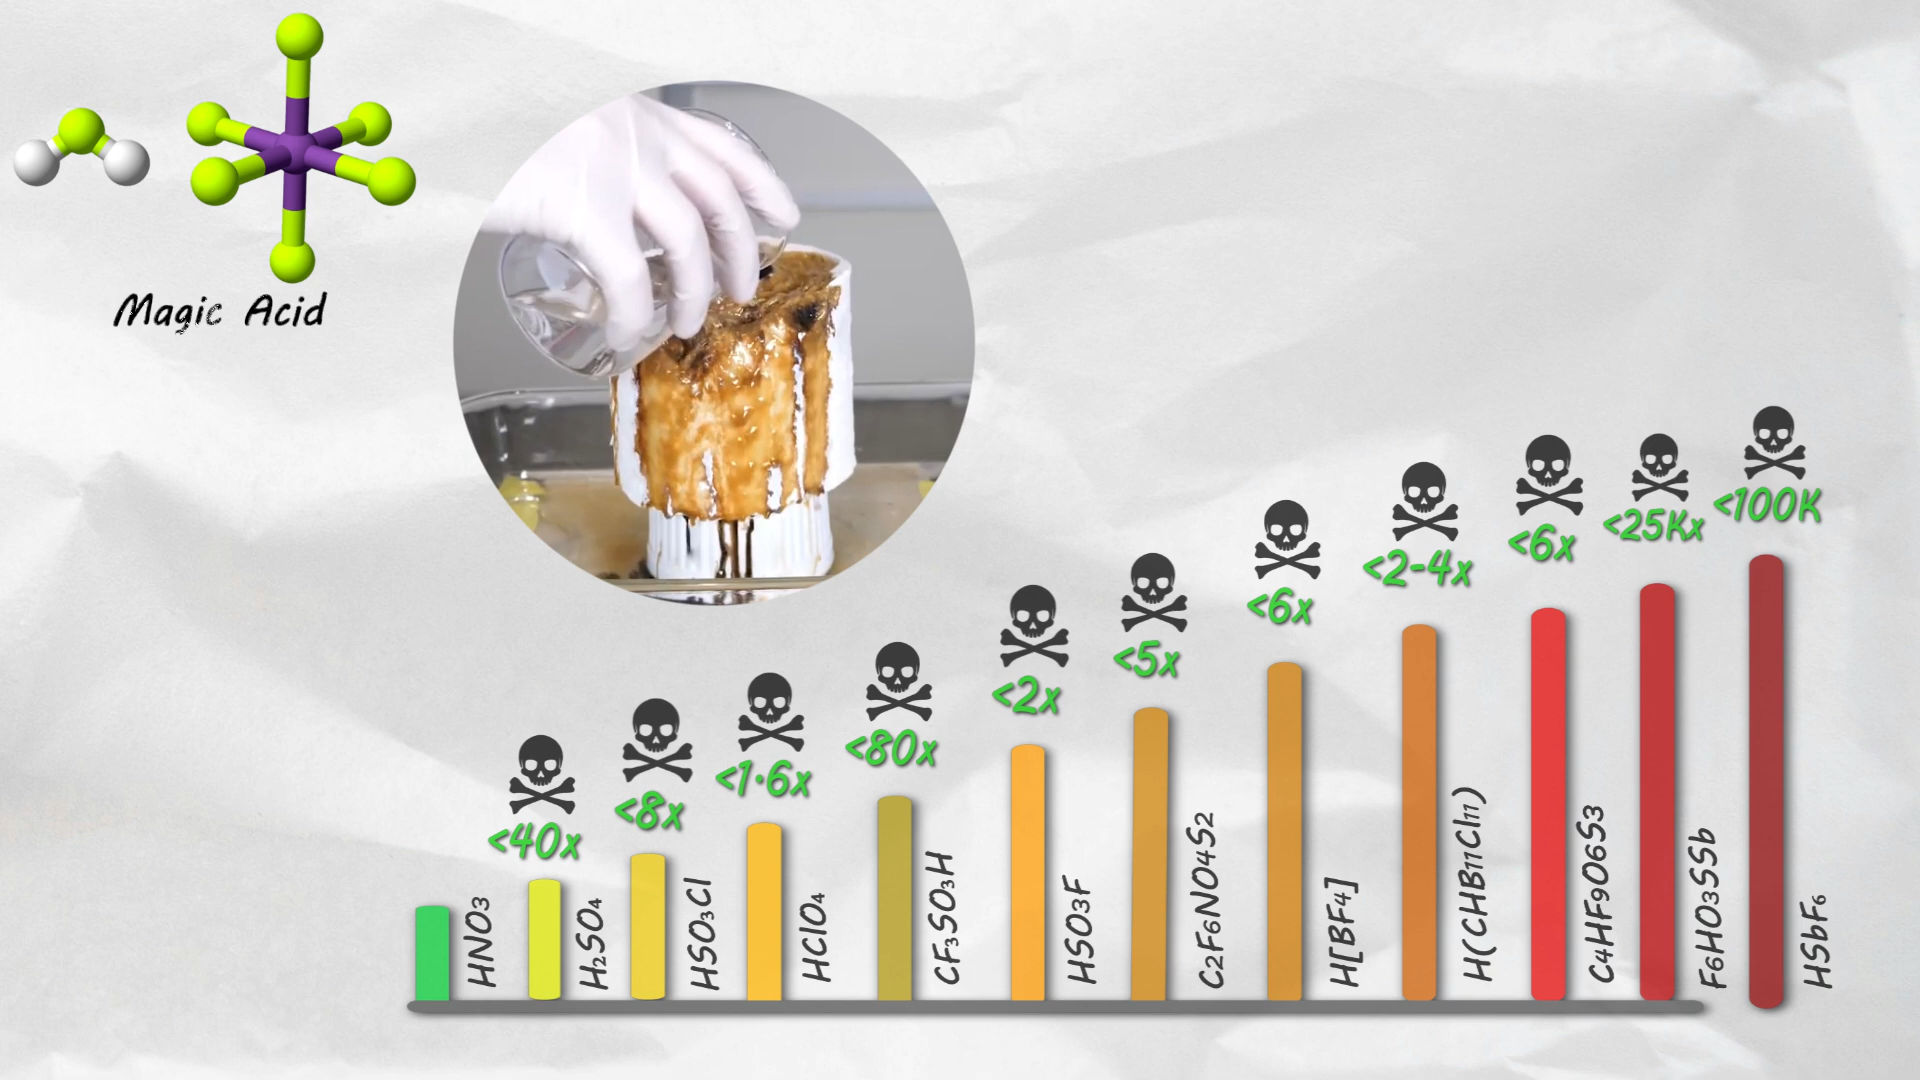 Magic Acid
<40x
<8x
<1·6x
<80x
<2x
<5x
<6x
<2-4x
<6x
<25Kx
<100K
HNO₃
H₂SO₄
HSO₃Cl
HClO₄
CF₃SO₃H
HSO₃F
C₂F₆NO₄S₂
H[BF₄]
H(CHB₁₁Cl₁₁)
C₄HF₉O₆S₃
F₆HO₃SSb
HSbF₆